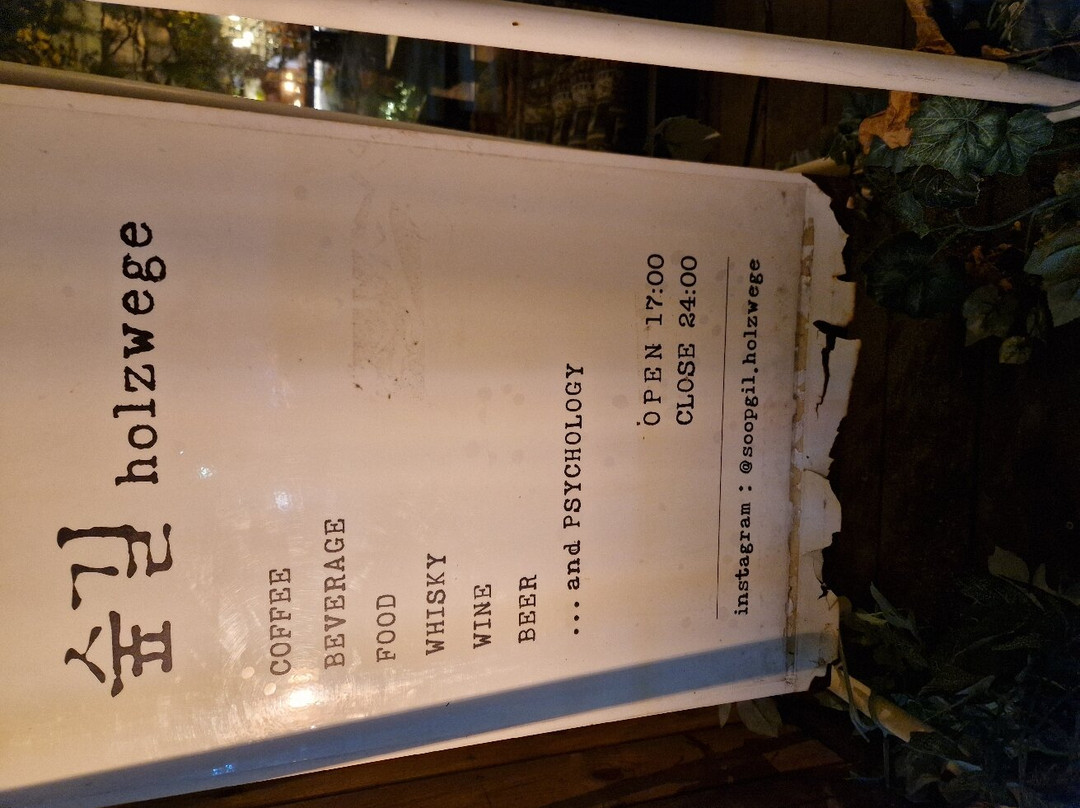 숲길 holzwege
COFFEE
BEVERAGE
FOOD
WHISKY
WINE
BEER
...and PSYCHOLOGY
OPEN 17:00
CLOSE 24:00
instagram : @soopgil.holzwege